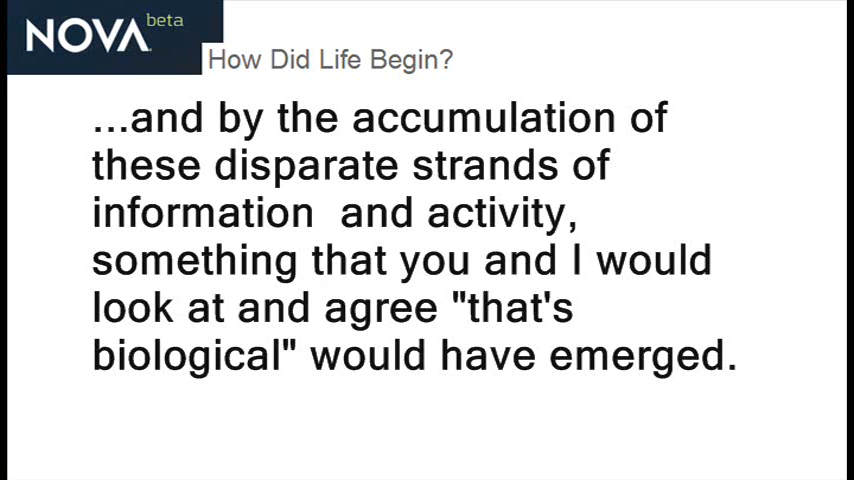 NOVA beta
How Did Life Begin?
...and by the accumulation of
these disparate strands of
information  and activity,
something that you and I would
look at and agree "that's
biological" would have emerged.